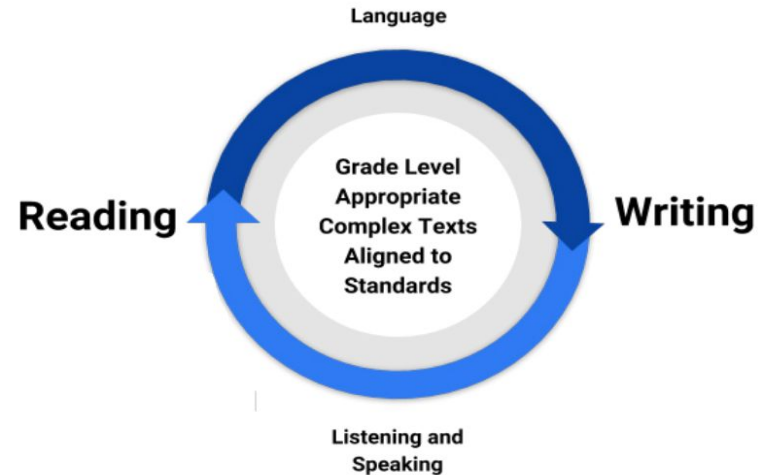 Language
Grade Level
Appropriate
Complex Texts
Aligned to
Standards
Reading
Writing
Listening and
Speaking